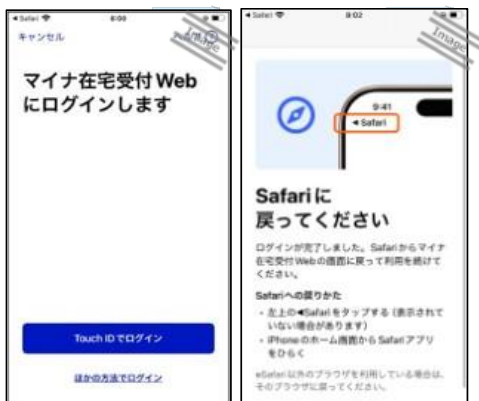 ◀Safari
8:00
キャンセル
Image
マイナ在宅受付Web
にログインします
Touch IDでログイン
ほかの方法でログイン
◀Safari
8:02
Image
9:41
◀Safari
Safariに
戻ってください
ログインが完了しました。Safariからマイナ
在宅受付Webの画面に戻って利用を続けて
ください。
Safariへの戻りかた
・左上の◀Safariをタップする（表示されて
いない場合があります）
・iPhoneのホーム画面からSafariアプリ
をひらく
※Safari以外のブラウザを利用している場合は、
そのブラウザに戻ってください。